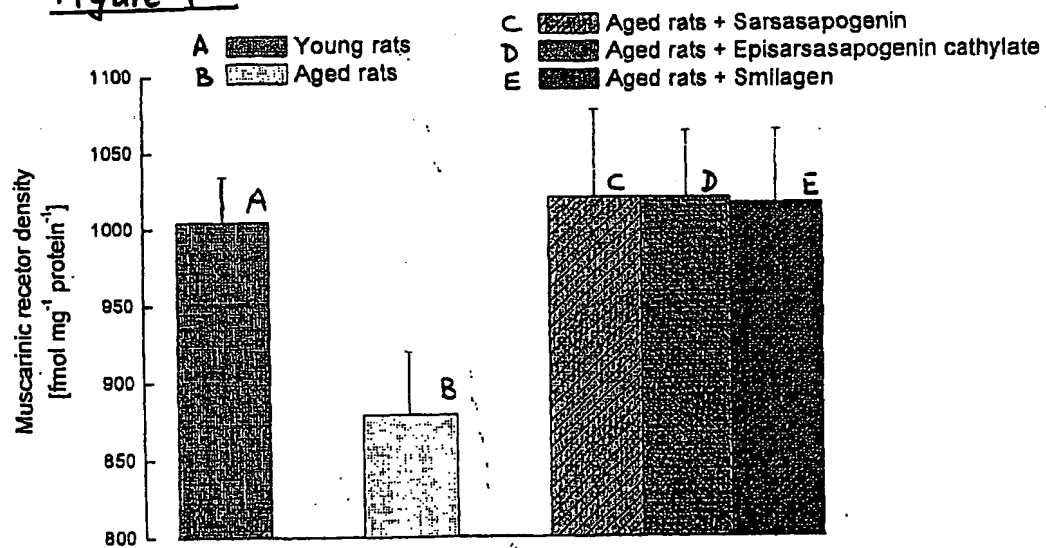 Figure 1
A Young rats
B Aged rats
C Aged rats + Sarsasapogenin
D Aged rats + Episarsasapogenin cathylate
E Aged rats + Smilagen
Muscarinic recetor density
[fmol mg⁻¹ protein⁻¹]
1100
1050
1000
950
900
850
800
A
B
C
D
E